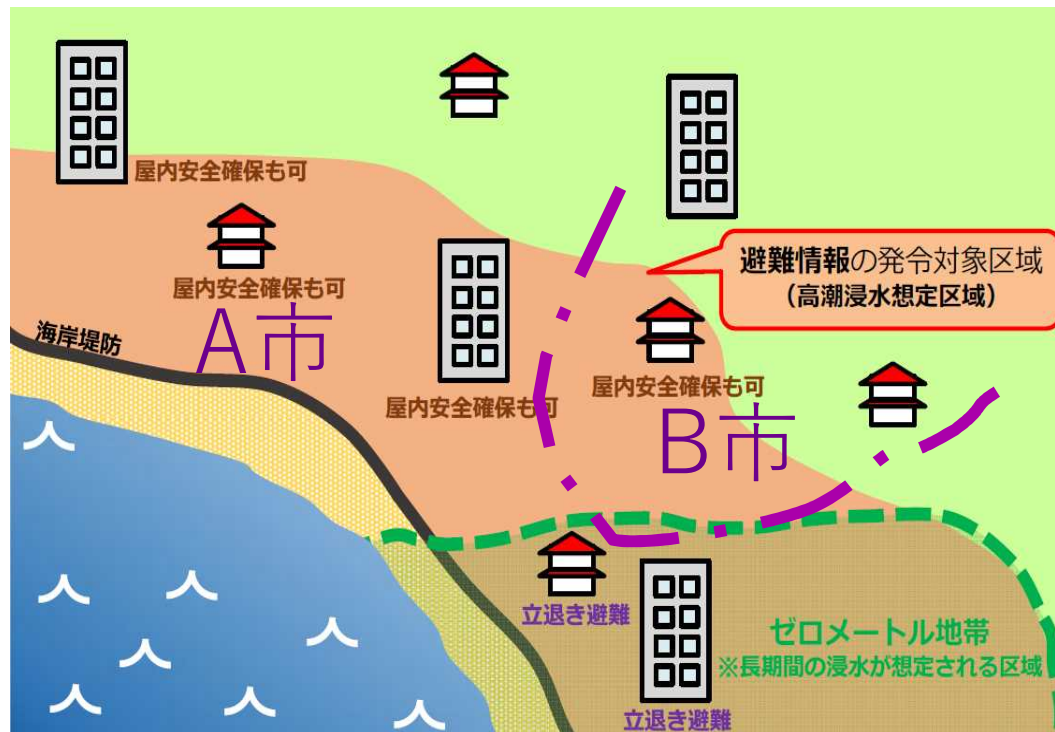 屋内安全確保も可
避難情報の発令対象区域
（高潮浸水想定区域）
屋内安全確保も可
A市
海岸堤防
屋内安全確保も可
屋内安全確保も可
B市
立退き避難
ゼロメートル地帯
※長期間の浸水が想定される区域
立退き避難